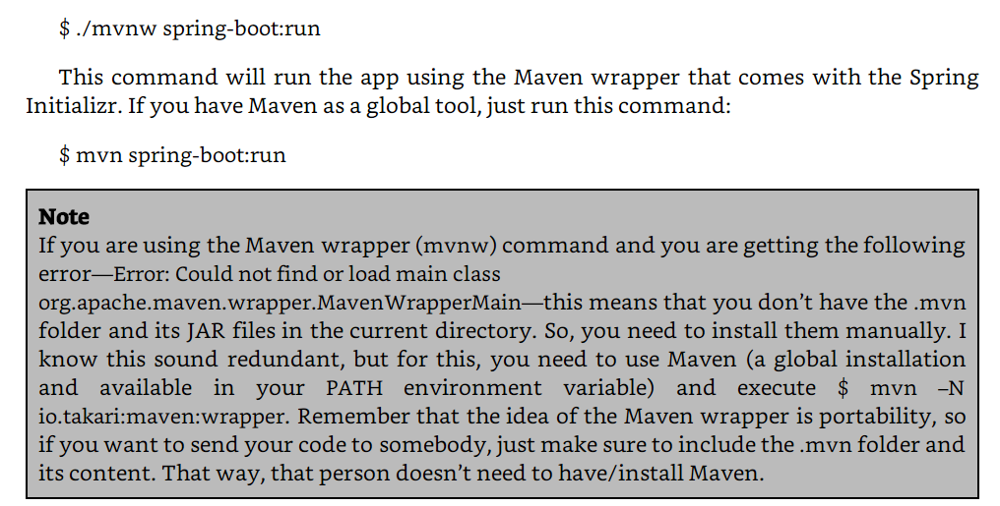 $ ./mvnw spring-boot:run
This command will run the app using the Maven wrapper that comes with the Spring
Initializr. If you have Maven as a global tool, just run this command:
$ mvn spring-boot:run
Note
If you are using the Maven wrapper (mvnw) command and you are getting the following
error—Error: Could not find or load main class
org.apache.maven.wrapper.MavenWrapperMain—this means that you don’t have the .mvn
folder and its JAR files in the current directory. So, you need to install them manually. I
know this sound redundant, but for this, you need to use Maven (a global installation
and available in your PATH environment variable) and execute $ mvn –N
io.takari:maven:wrapper. Remember that the idea of the Maven wrapper is portability, so
if you want to send your code to somebody, just make sure to include the .mvn folder and
its content. That way, that person doesn’t need to have/install Maven.